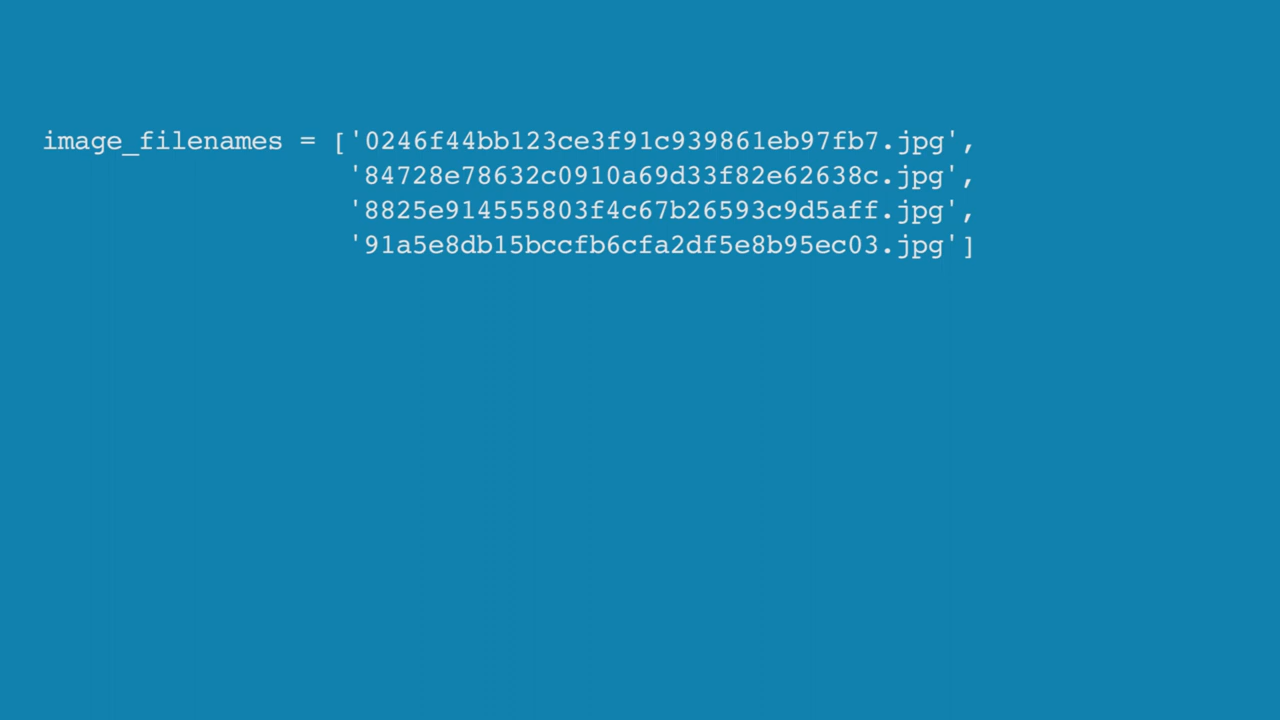 image_filenames = ['0246f44bb123ce3f91c939861eb97fb7.jpg',
'84728e78632c0910a69d33f82e62638c.jpg',
'8825e914555803f4c67b26593c9d5aff.jpg',
'91a5e8db15bccfb6cfa2df5e8b95ec03.jpg']